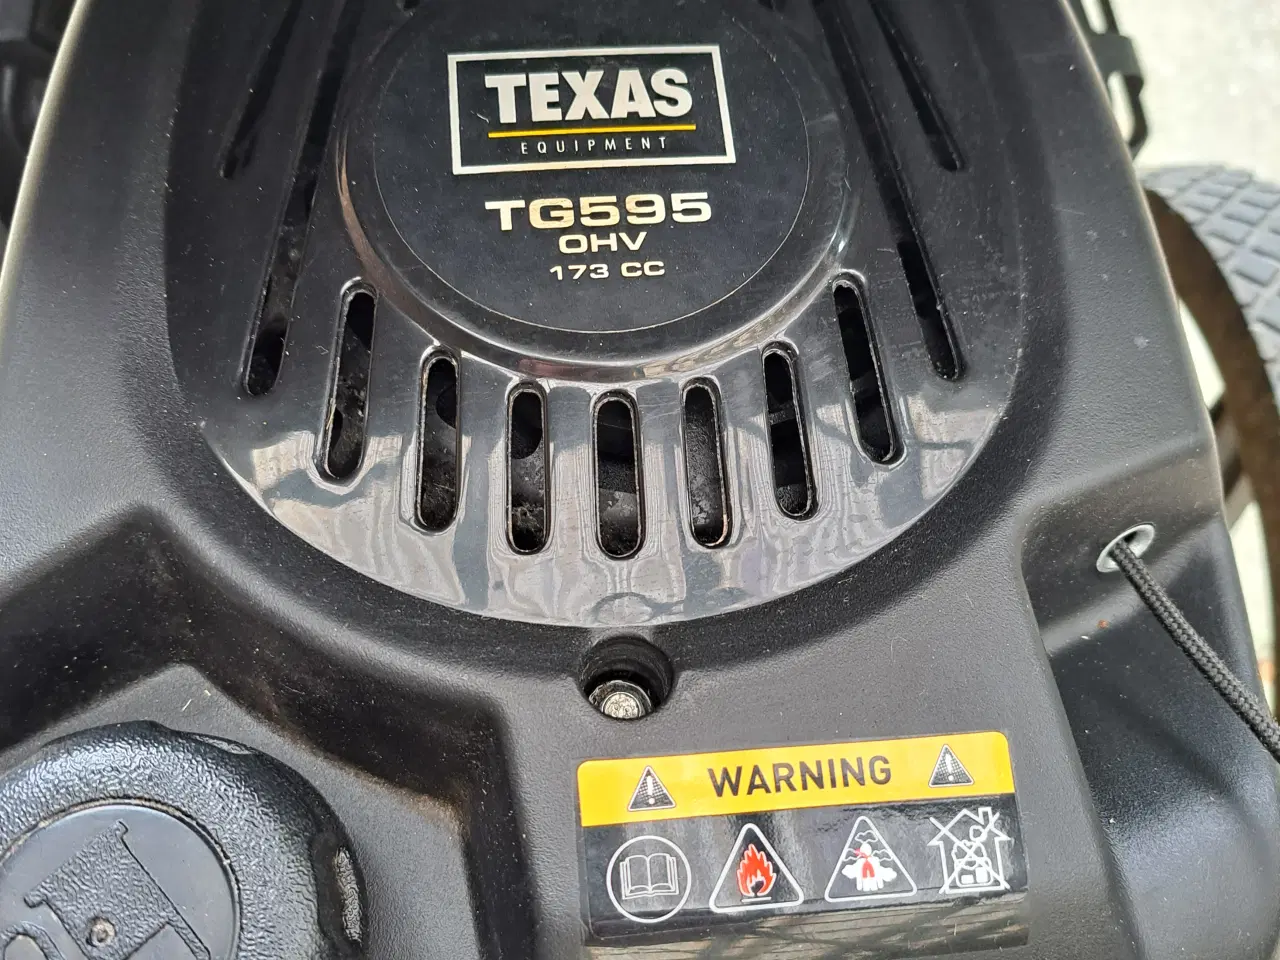 TEXAS
EQUIPMENT
TG595
OHV
173 CC
WARNING